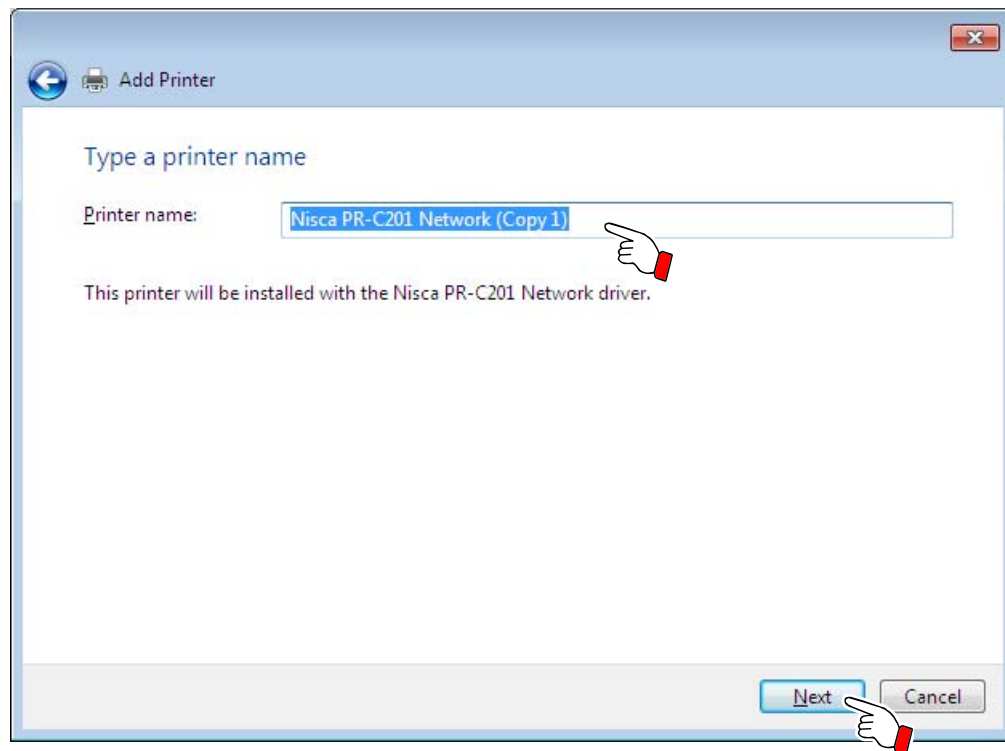 Add Printer
Type a printer name
Printer name: Nisca PR-C201 Network (Copy 1)
This printer will be installed with the Nisca PR-C201 Network driver.
Next Cancel